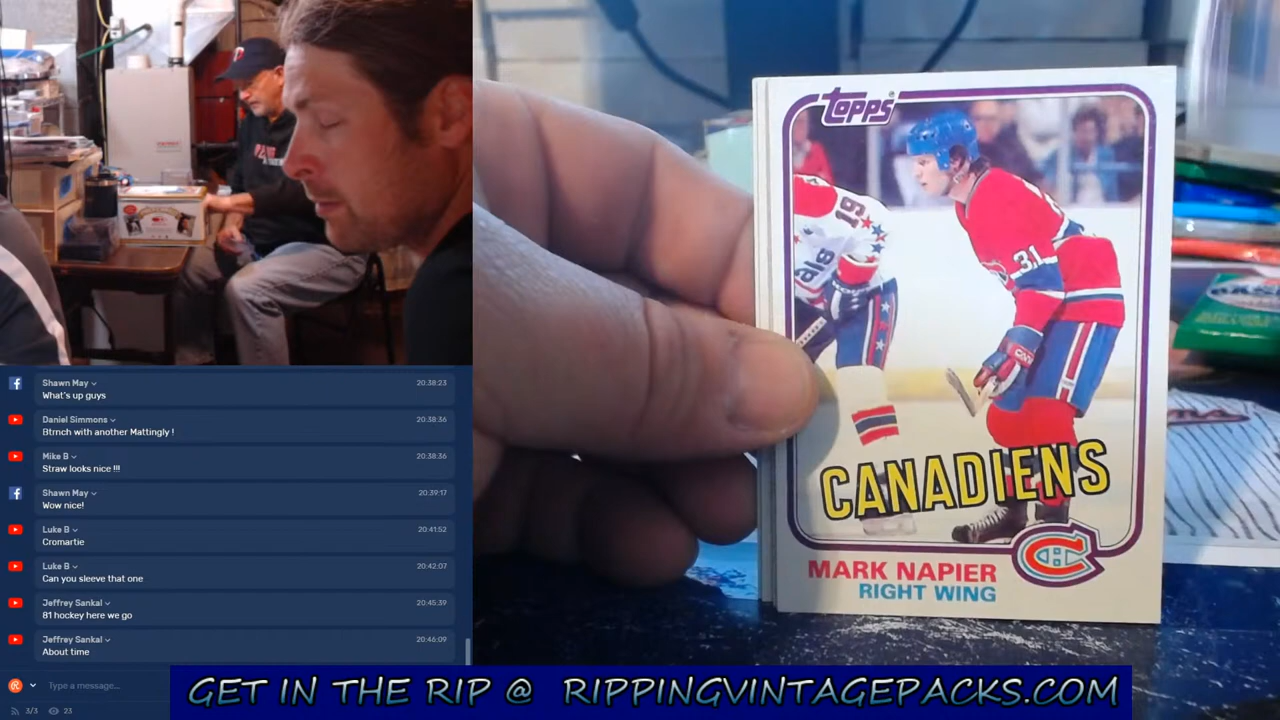 Shawn May
20:38:23
What's up guys
Daniel Simmons
20:38:36
Btrnch with another Mattingly !
Mike B
20:38:36
Straw looks nice !!!
Shawn May
20:39:17
Wow nice!
Luke B
20:41:52
Cromartie
Luke B
20:42:07
Can you sleeve that one
Jeffrey Sankal
20:45:39
81 hockey here we go
Jeffrey Sankal
20:46:09
About time
Type a message...
3/3
23
topps
19
als
31
CANADIENS
MARK NAPIER
RIGHT WING
GET IN THE RIP @ RIPPINGVINTAGEPACKS.COM